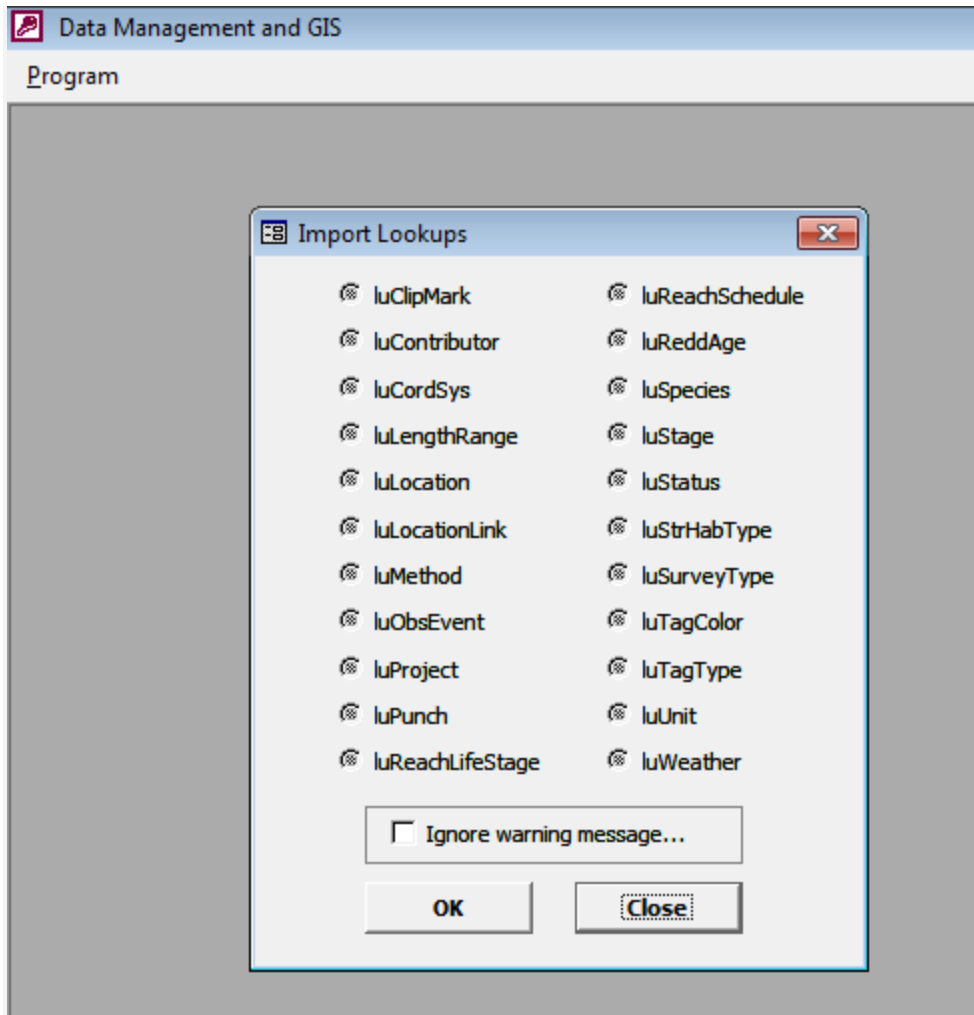 Data Management and GIS
Program
Import Lookups
luClipMark
luContributor
luCordSys
luLengthRange
luLocation
luLocationLink
luMethod
luObsEvent
luProject
luPunch
luReachLifeStage
luReachSchedule
luReddAge
luSpecies
luStage
luStatus
luStrHabType
luSurveyType
luTagColor
luTagType
luUnit
luWeather
Ignore warning message...
OK
Close